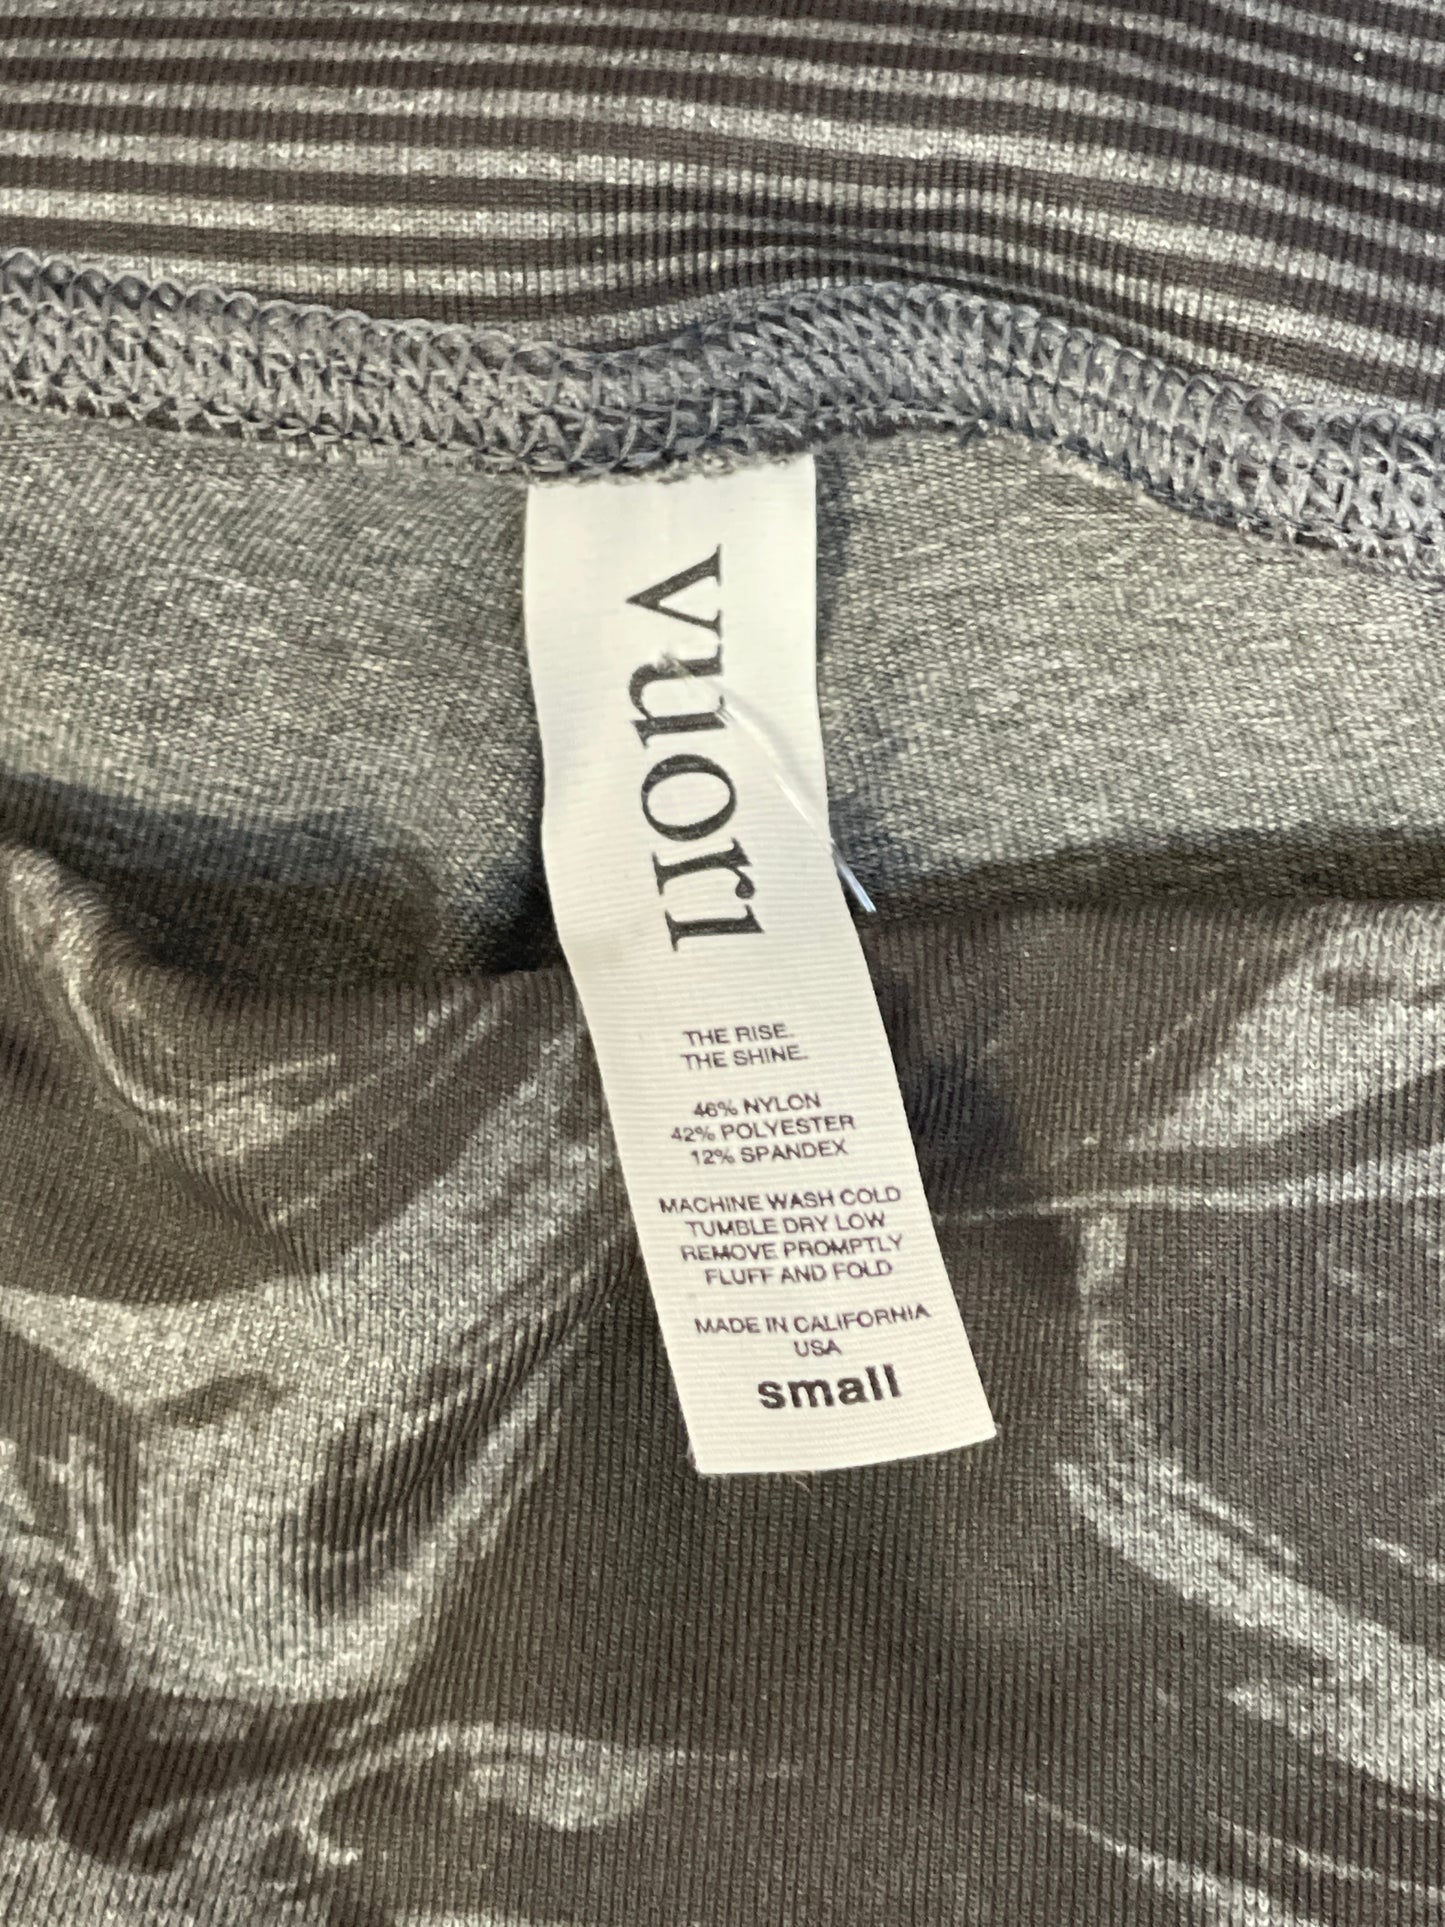 vuori
THE RISE.
THE SHINE.
46% NYLON
42% POLYESTER
12% SPANDEX
MACHINE WASH COLD
TUMBLE DRY LOW
REMOVE PROMPTLY
FLUFF AND FOLD
MADE IN CALIFORNIA
USA
small